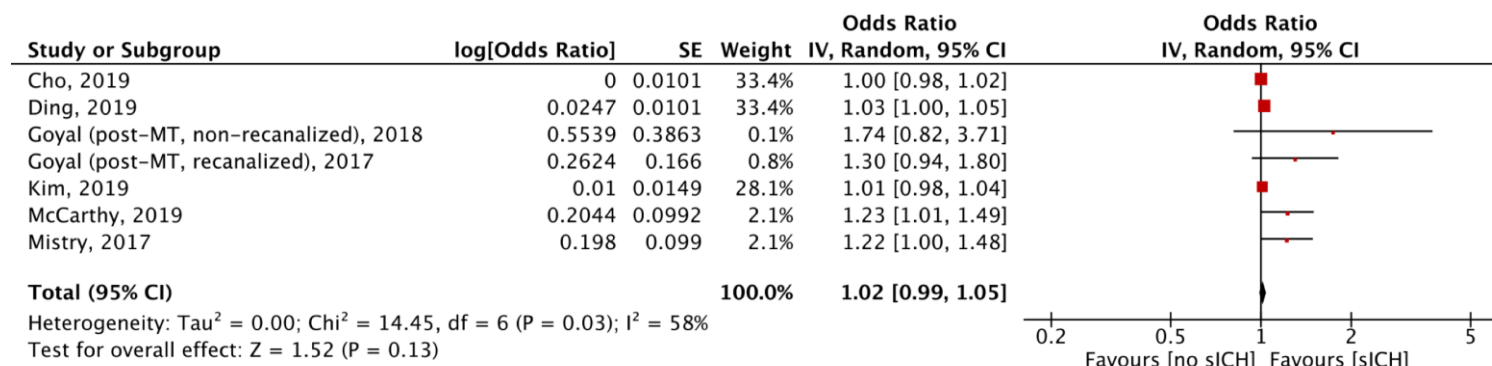 Odds Ratio Odds Ratio
Study or Subgroup log[Odds Ratio] SE Weight IV, Random, 95% CI IV, Random, 95% CI
Cho, 2019 0 0.0101 33.4% 1.00 [0.98, 1.02]
Ding, 2019 0.0247 0.0101 33.4% 1.03 [1.00, 1.05]
Goyal (post-MT, non-recanalized), 2018 0.5539 0.3863 0.1% 1.74 [0.82, 3.71]
Goyal (post-MT, recanalized), 2017 0.2624 0.166 0.8% 1.30 [0.94, 1.80]
Kim, 2019 0.01 0.0149 28.1% 1.01 [0.98, 1.04]
McCarthy, 2019 0.2044 0.0992 2.1% 1.23 [1.01, 1.49]
Mistry, 2017 0.198 0.099 2.1% 1.22 [1.00, 1.48]
Total (95% CI) 100.0% 1.02 [0.99, 1.05]
Heterogeneity: Tau² = 0.00; Chi² = 14.45, df = 6 (P = 0.03); I² = 58%
Test for overall effect: Z = 1.52 (P = 0.13)
0.2 0.5 1 2 5
Favours [no sICH] Favours [sICH]